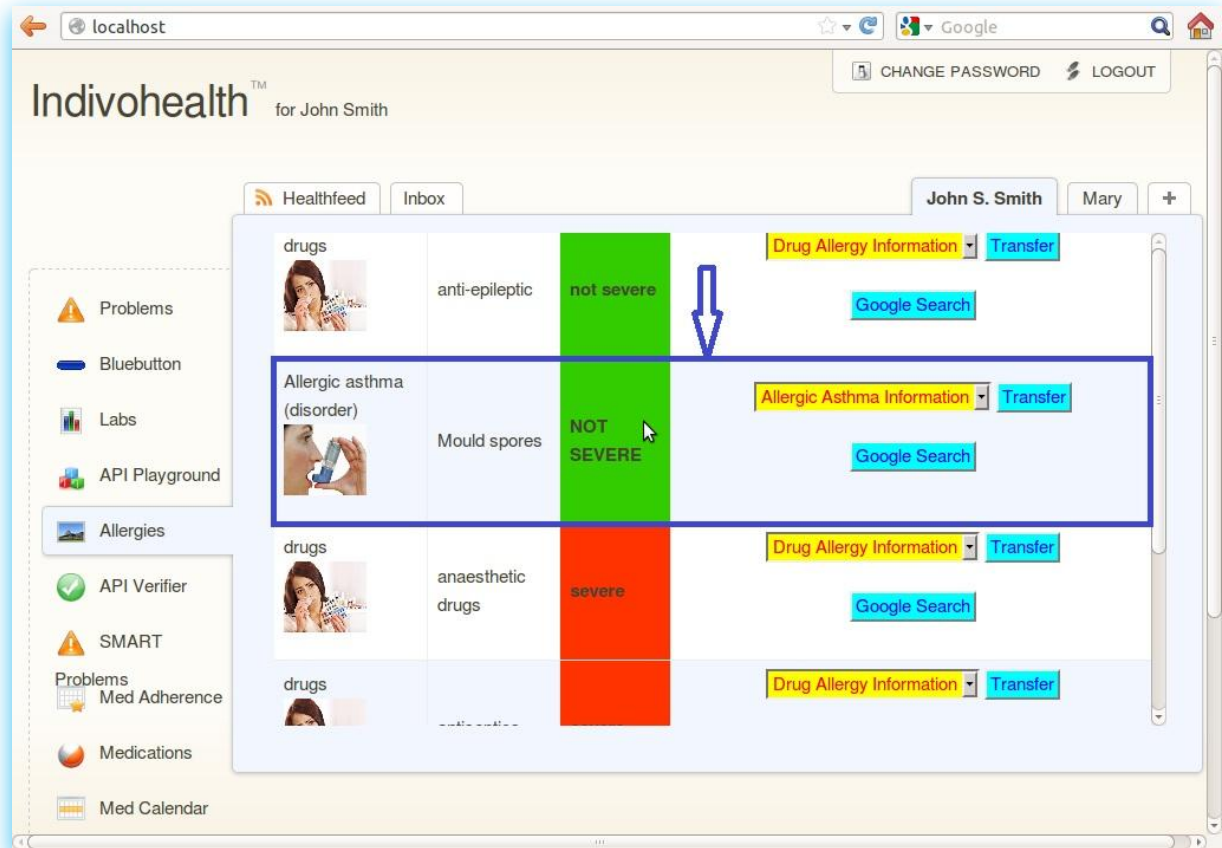 localhost
Google
CHANGE PASSWORD
LOGOUT
Indivohealth™ for John Smith
Healthfeed
Inbox
John S. Smith
Mary
+
Problems
Bluebutton
Labs
API Playground
Allergies
API Verifier
SMART
Problems
Med Adherence
Medications
Med Calendar
drugs
anti-epileptic
not severe
Drug Allergy Information
Transfer
Google Search
Allergic asthma
(disorder)
Mould spores
NOT
SEVERE
Allergic Asthma Information
Transfer
Google Search
drugs
anaesthetic
drugs
severe
Drug Allergy Information
Transfer
Google Search
drugs
Drug Allergy Information
Transfer